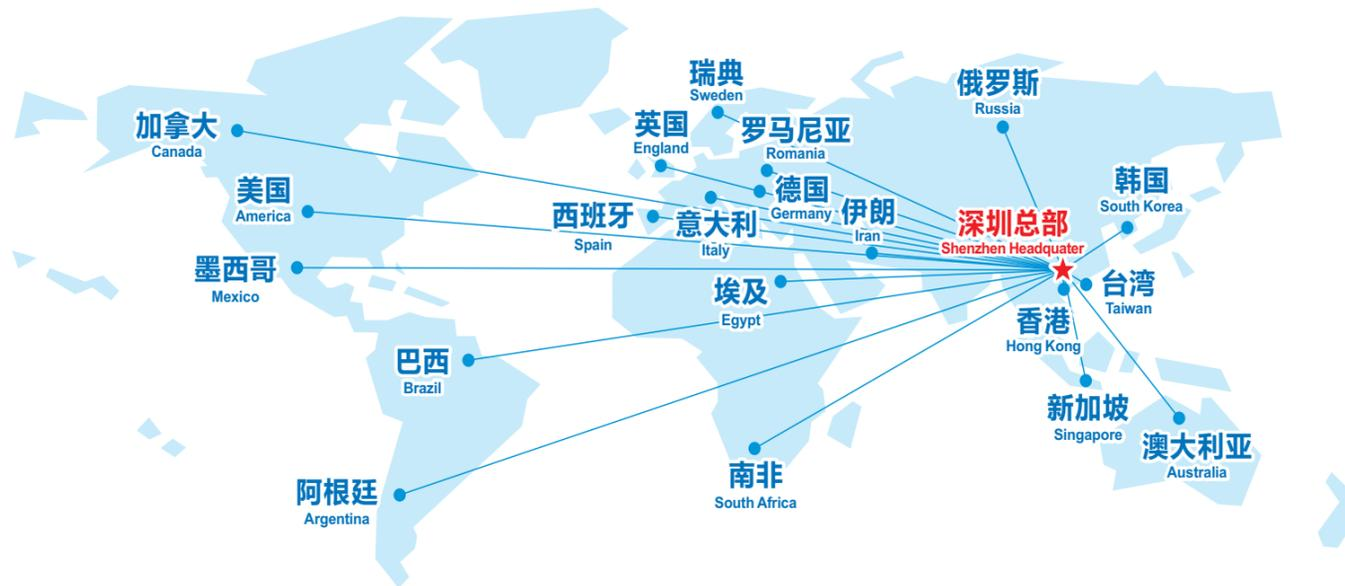 瑞典
Sweden
俄罗斯
Russia
加拿大
Canada
英国
England
罗马尼亚
Romania
美国
America
德国
Germany
韩国
South Korea
西班牙
Spain
意大利
Italy
伊朗
Iran
深圳总部
Shenzhen Headquater
墨西哥
Mexico
埃及
Egypt
台湾
Taiwan
香港
Hong Kong
巴西
Brazil
新加坡
Singapore
澳大利亚
Australia
南非
South Africa
阿根廷
Argentina